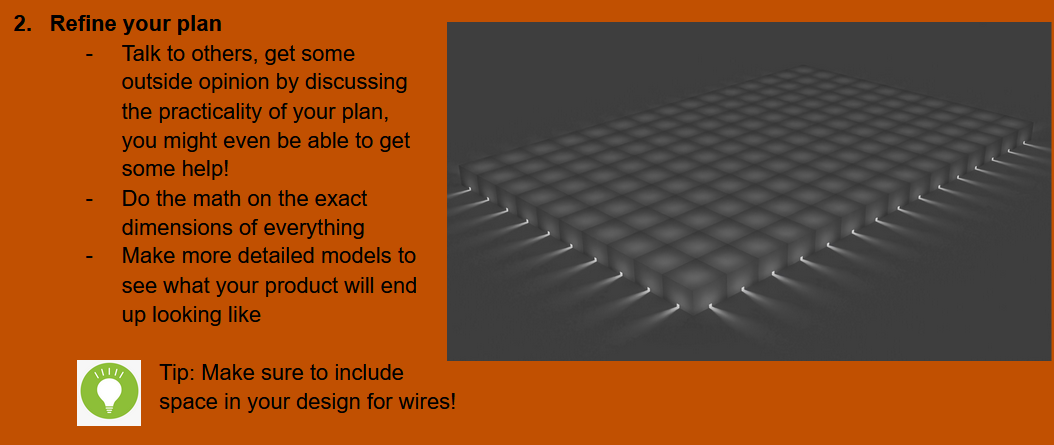 2. Refine your plan
- Talk to others, get some
outside opinion by discussing
the practicality of your plan,
you might even be able to get
some help!
- Do the math on the exact
dimensions of everything
- Make more detailed models to
see what your product will end
up looking like
Tip: Make sure to include
space in your design for wires!